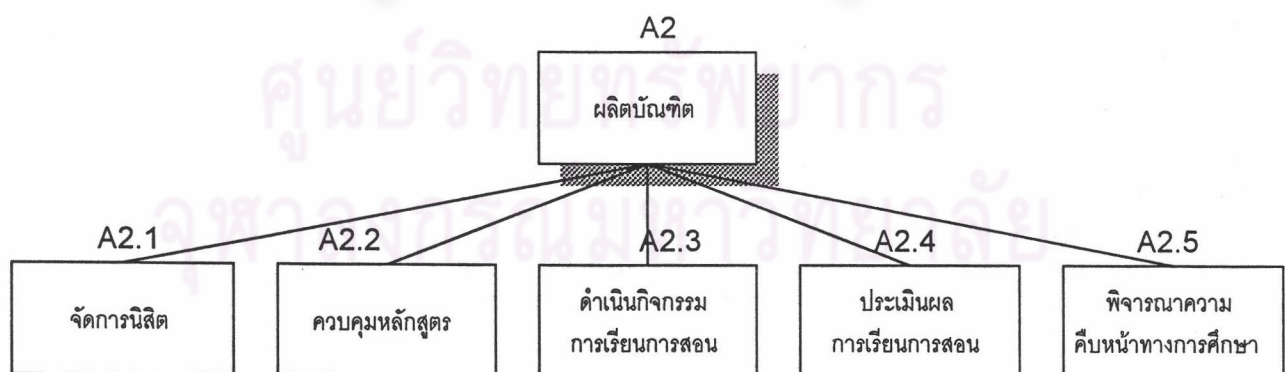 A2
ศูนย์วิทยทรัพยากร
ผลิตบัณฑิต
จุฬาลงกรณ์มหาวิทยาลัย
A2.1
A2.2
A2.3
A2.4
A2.5
จัดการนิสิต
ควบคุมหลักสูตร
ดำเนินกิจกรรม
การเรียนการสอน
ประเมินผล
การเรียนการสอน
พิจารณาความ
คืบหน้าทางการศึกษา